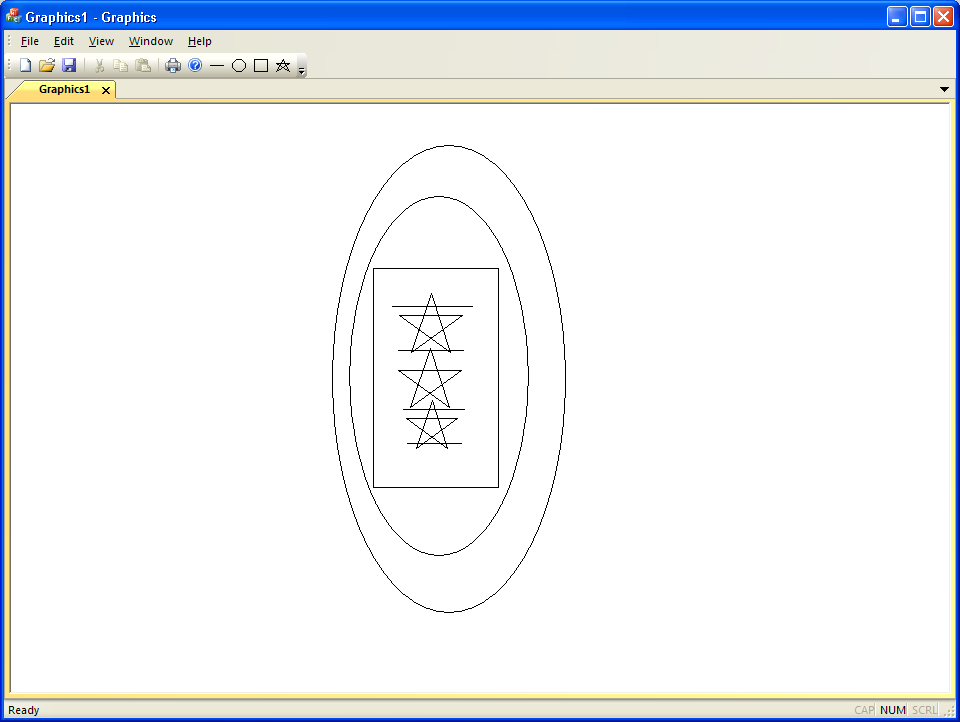 Graphics1 - Graphics
File Edit View Window Help
Graphics1
Ready CAP NUM SCRL